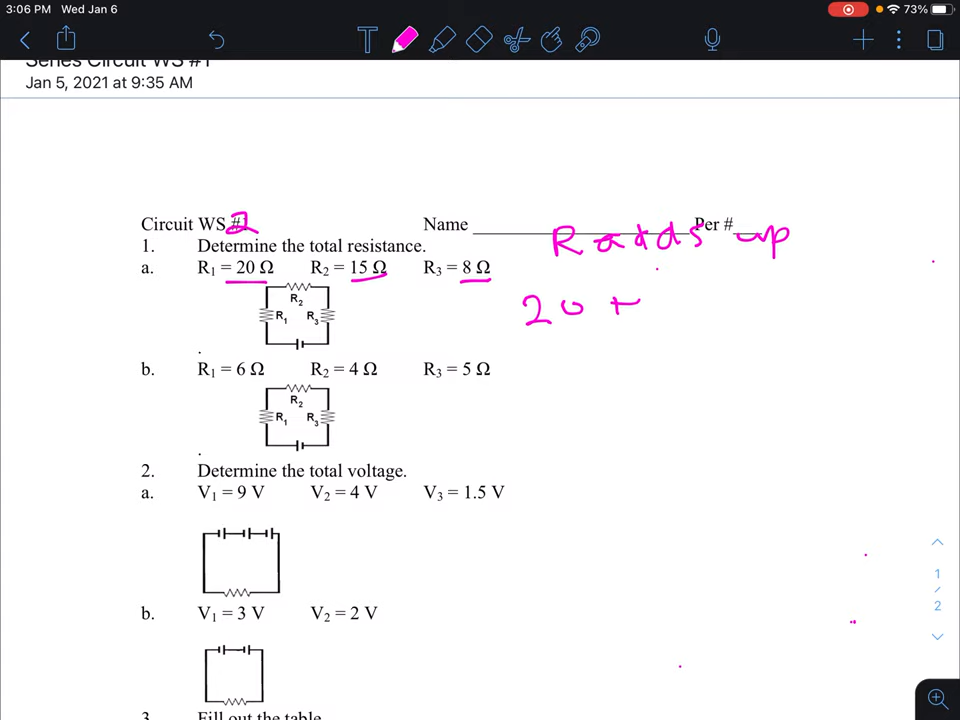 3:06 PM Wed Jan 6 73%
Series Circuit WS #1
Jan 5, 2021 at 9:35 AM
Circuit WS #2 Name Per #
R adds up
1. Determine the total resistance.
a. R₁ = 20 Ω R₂ = 15 Ω R₃ = 8 Ω
R₂
R₁ R₃
20 +
b. R₁ = 6 Ω R₂ = 4 Ω R₃ = 5 Ω
R₂
R₁ R₃
2. Determine the total voltage.
a. V₁ = 9 V V₂ = 4 V V₃ = 1.5 V
b. V₁ = 3 V V₂ = 2 V
1
/
2
3. Fill out the table